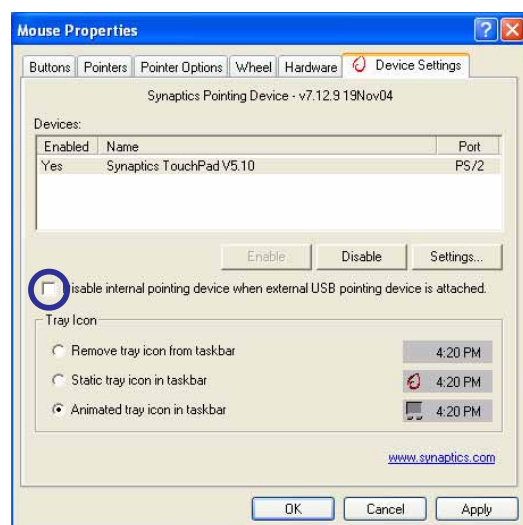 Mouse Properties
Buttons Pointers Pointer Options Wheel Hardware Device Settings
Synaptics Pointing Device - v7.12.9 19Nov04
Devices:
Enabled Name Port
Yes Synaptics TouchPad V5.10 PS/2
Enable Disable Settings...
Disable internal pointing device when external USB pointing device is attached.
Tray Icon
Remove tray icon from taskbar 4:20 PM
Static tray icon in taskbar 4:20 PM
Animated tray icon in taskbar 4:20 PM
www.synaptics.com
OK Cancel Apply